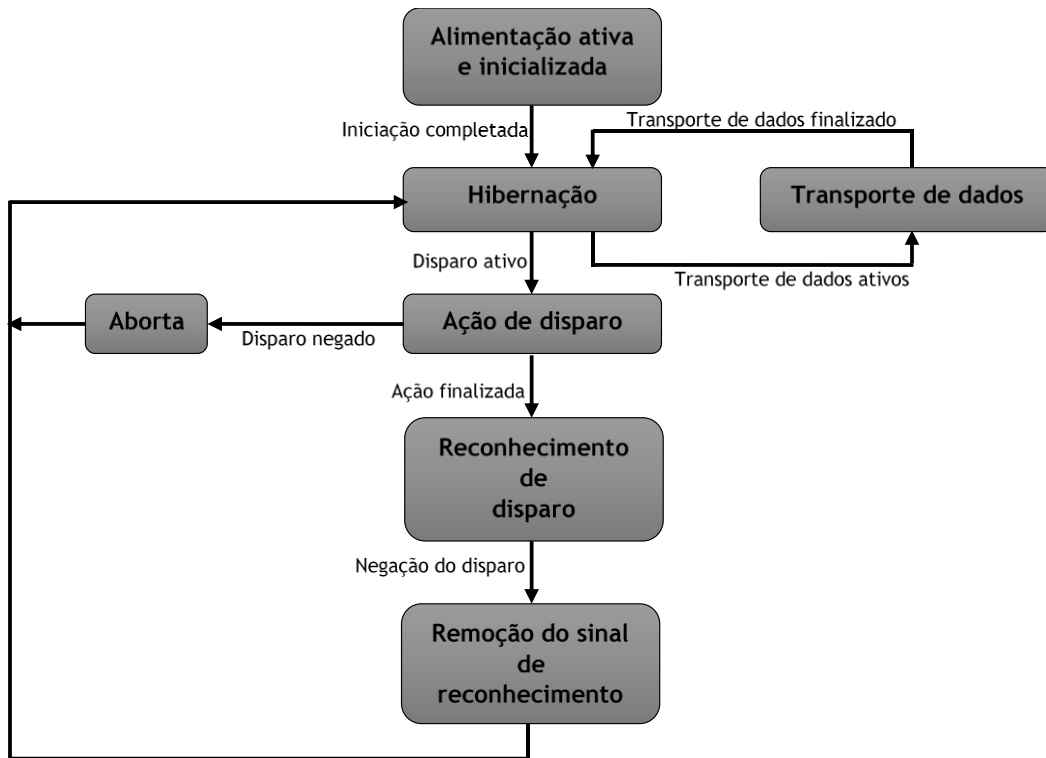 Alimentação ativa
e inicializada
Iniciação completada
Transporte de dados finalizado
Hibernação
Transporte de dados
Disparo ativo
Transporte de dados ativos
Aborta
Disparo negado
Ação de disparo
Ação finalizada
Reconhecimento
de
disparo
Negação do disparo
Remoção do sinal
de
reconhecimento